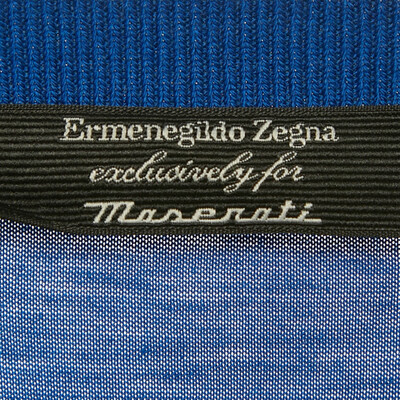 Ermenegildo Zegna
exclusively for
Maserati